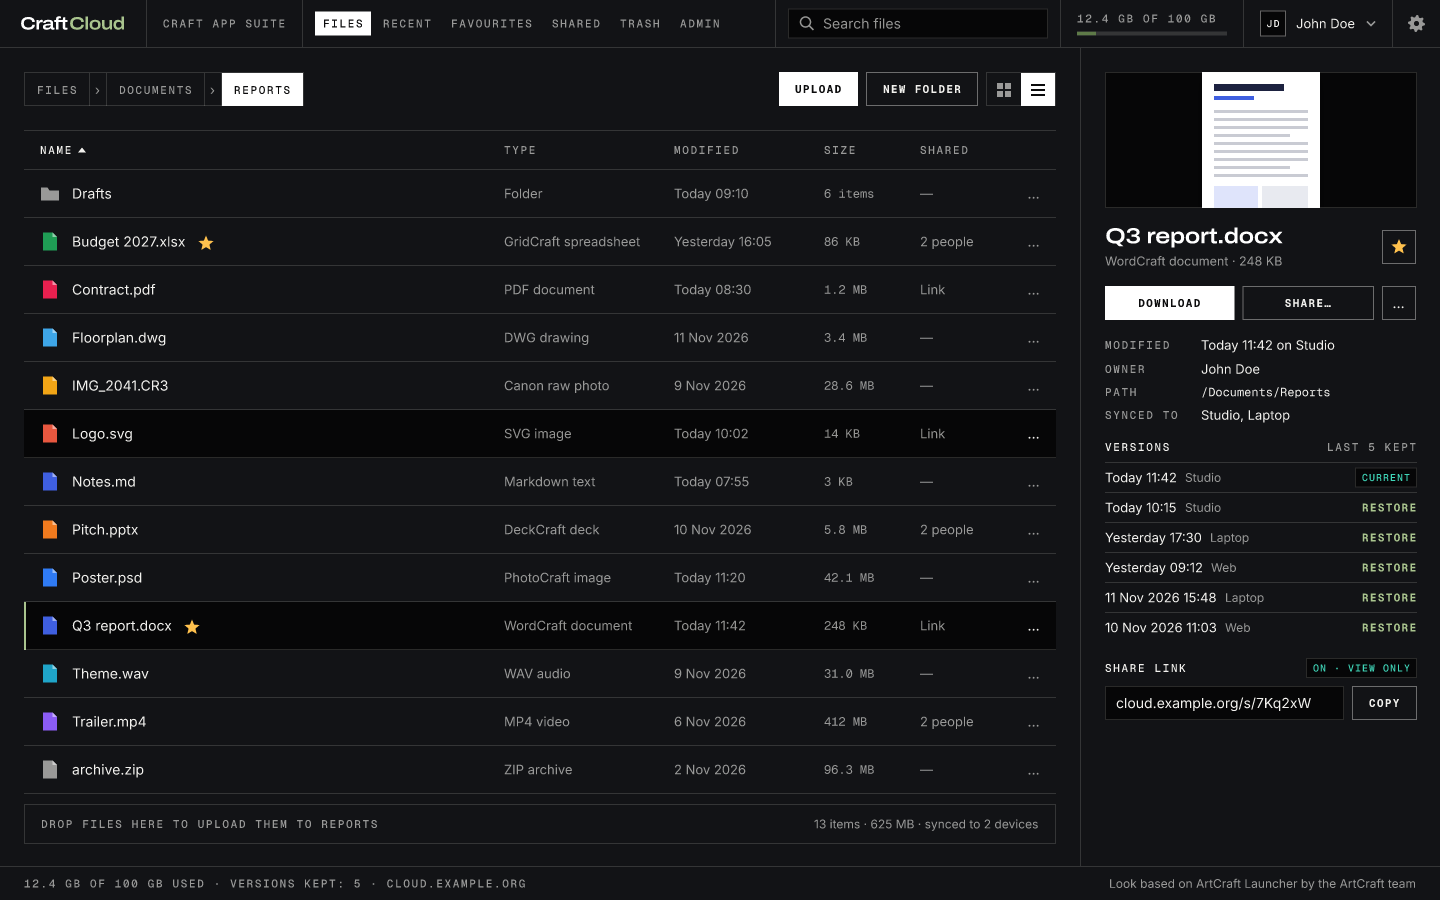 CraftCloud CRAFT APP SUITE FILES RECENT FAVOURITES SHARED TRASH ADMIN Search files 12.4 GB OF 100 GB JD John Doe
FILES › DOCUMENTS › REPORTS UPLOAD NEW FOLDER
NAME TYPE MODIFIED SIZE SHARED
Drafts Folder Today 09:10 6 items — ...
Budget 2027.xlsx GridCraft spreadsheet Yesterday 16:05 86 KB 2 people ...
Contract.pdf PDF document Today 08:30 1.2 MB Link ...
Floorplan.dwg DWG drawing 11 Nov 2026 3.4 MB — ...
IMG_2041.CR3 Canon raw photo 9 Nov 2026 28.6 MB — ...
Logo.svg SVG image Today 10:02 14 KB Link ...
Notes.md Markdown text Today 07:55 3 KB — ...
Pitch.pptx DeckCraft deck 10 Nov 2026 5.8 MB 2 people ...
Poster.psd PhotoCraft image Today 11:20 42.1 MB — ...
Q3 report.docx WordCraft document Today 11:42 248 KB Link ...
Theme.wav WAV audio 9 Nov 2026 31.0 MB — ...
Trailer.mp4 MP4 video 6 Nov 2026 412 MB 2 people ...
archive.zip ZIP archive 2 Nov 2026 96.3 MB — ...
DROP FILES HERE TO UPLOAD THEM TO REPORTS 13 items · 625 MB · synced to 2 devices
Q3 report.docx
WordCraft document · 248 KB
DOWNLOAD SHARE… ...
MODIFIED Today 11:42 on Studio
OWNER John Doe
PATH /Documents/Reports
SYNCED TO Studio, Laptop
VERSIONS LAST 5 KEPT
Today 11:42 Studio CURRENT
Today 10:15 Studio RESTORE
Yesterday 17:30 Laptop RESTORE
Yesterday 09:12 Web RESTORE
11 Nov 2026 15:48 Laptop RESTORE
10 Nov 2026 11:03 Web RESTORE
SHARE LINK ON · VIEW ONLY
cloud.example.org/s/7Kq2xW COPY
12.4 GB OF 100 GB USED · VERSIONS KEPT: 5 · CLOUD.EXAMPLE.ORG Look based on ArtCraft Launcher by the ArtCraft team